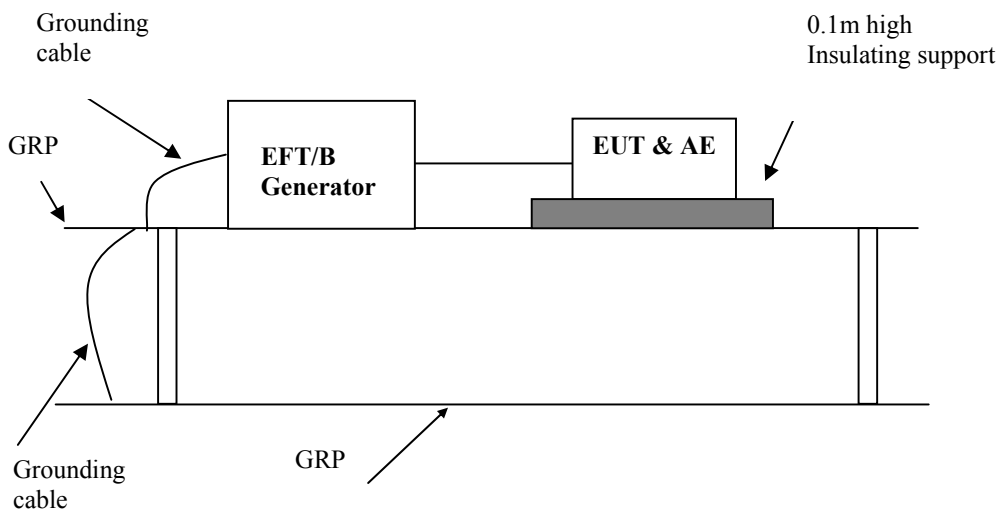 Grounding
cable
0.1m high
Insulating support
GRP
EFT/B
Generator
EUT & AE
GRP
Grounding
cable